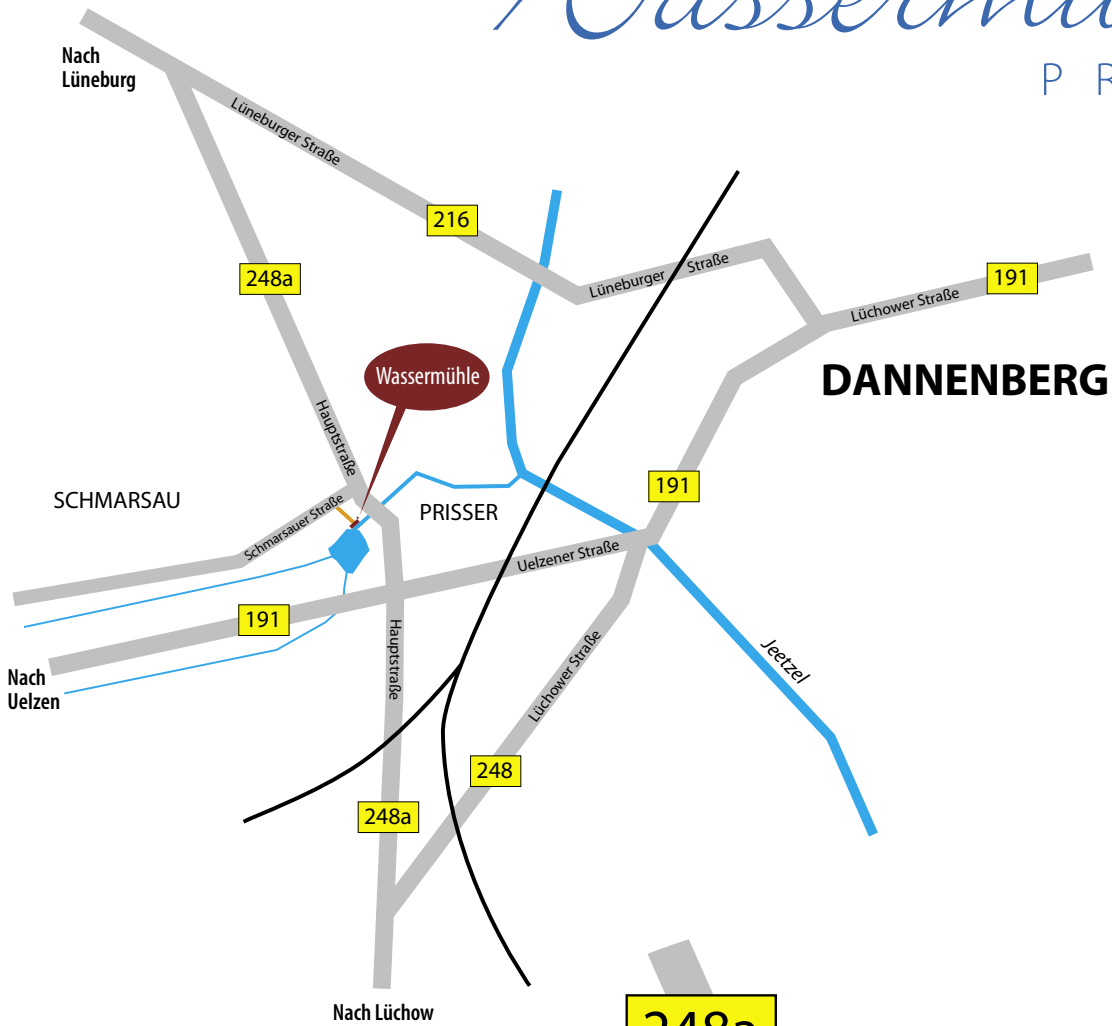 P R
Nach
Lüneburg
Lüneburger Straße
216
248a
Lüneburger Straße
191
Lüchower Straße
Wassermühle
DANNENBERG
Hauptstraße
SCHMARSAU
Schmarsauer Straße
PRISSER
191
Uelzener Straße
191
Hauptstraße
Nach
Uelzen
Lüchower Straße
Jeetzel
248
248a
Nach Lüchow
248a